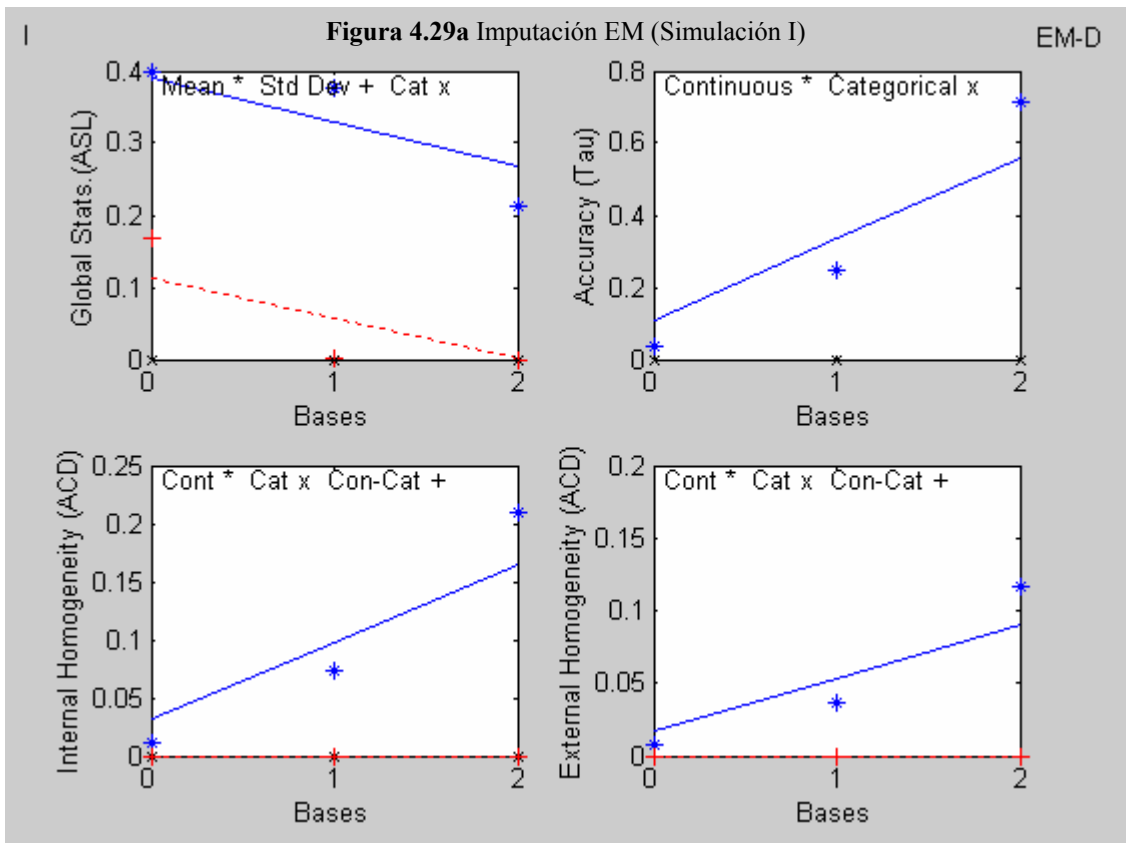 I
Figura 4.29a Imputación EM (Simulación I)
EM-D
Mean * Std Dev + Cat x
Global Stats.(ASL)
0.4
0.3
0.2
0.1
0
0 1 2
Bases
Continuous * Categorical x
Accuracy (Tau)
0.8
0.6
0.4
0.2
0
0 1 2
Bases
Cont * Cat x Con-Cat +
Internal Homogeneity (ACD)
0.25
0.2
0.15
0.1
0.05
0
0 1 2
Bases
Cont * Cat x Con-Cat +
External Homogeneity (ACD)
0.2
0.15
0.1
0.05
0
0 1 2
Bases